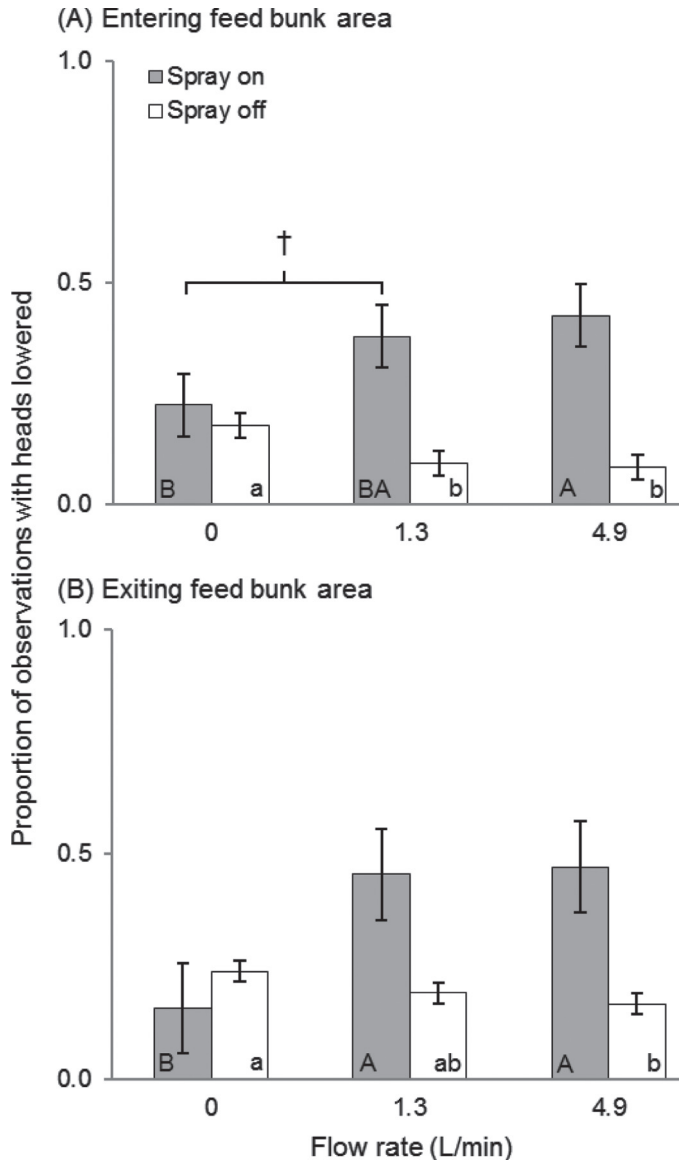 (A) Entering feed bunk area
1.0
Spray on
Spray off
†
0.5
0.0
B a BA b A b
0 1.3 4.9
(B) Exiting feed bunk area
1.0
0.5
0.0
B a A ab A b
0 1.3 4.9
Flow rate (L/min)
Proportion of observations with heads lowered